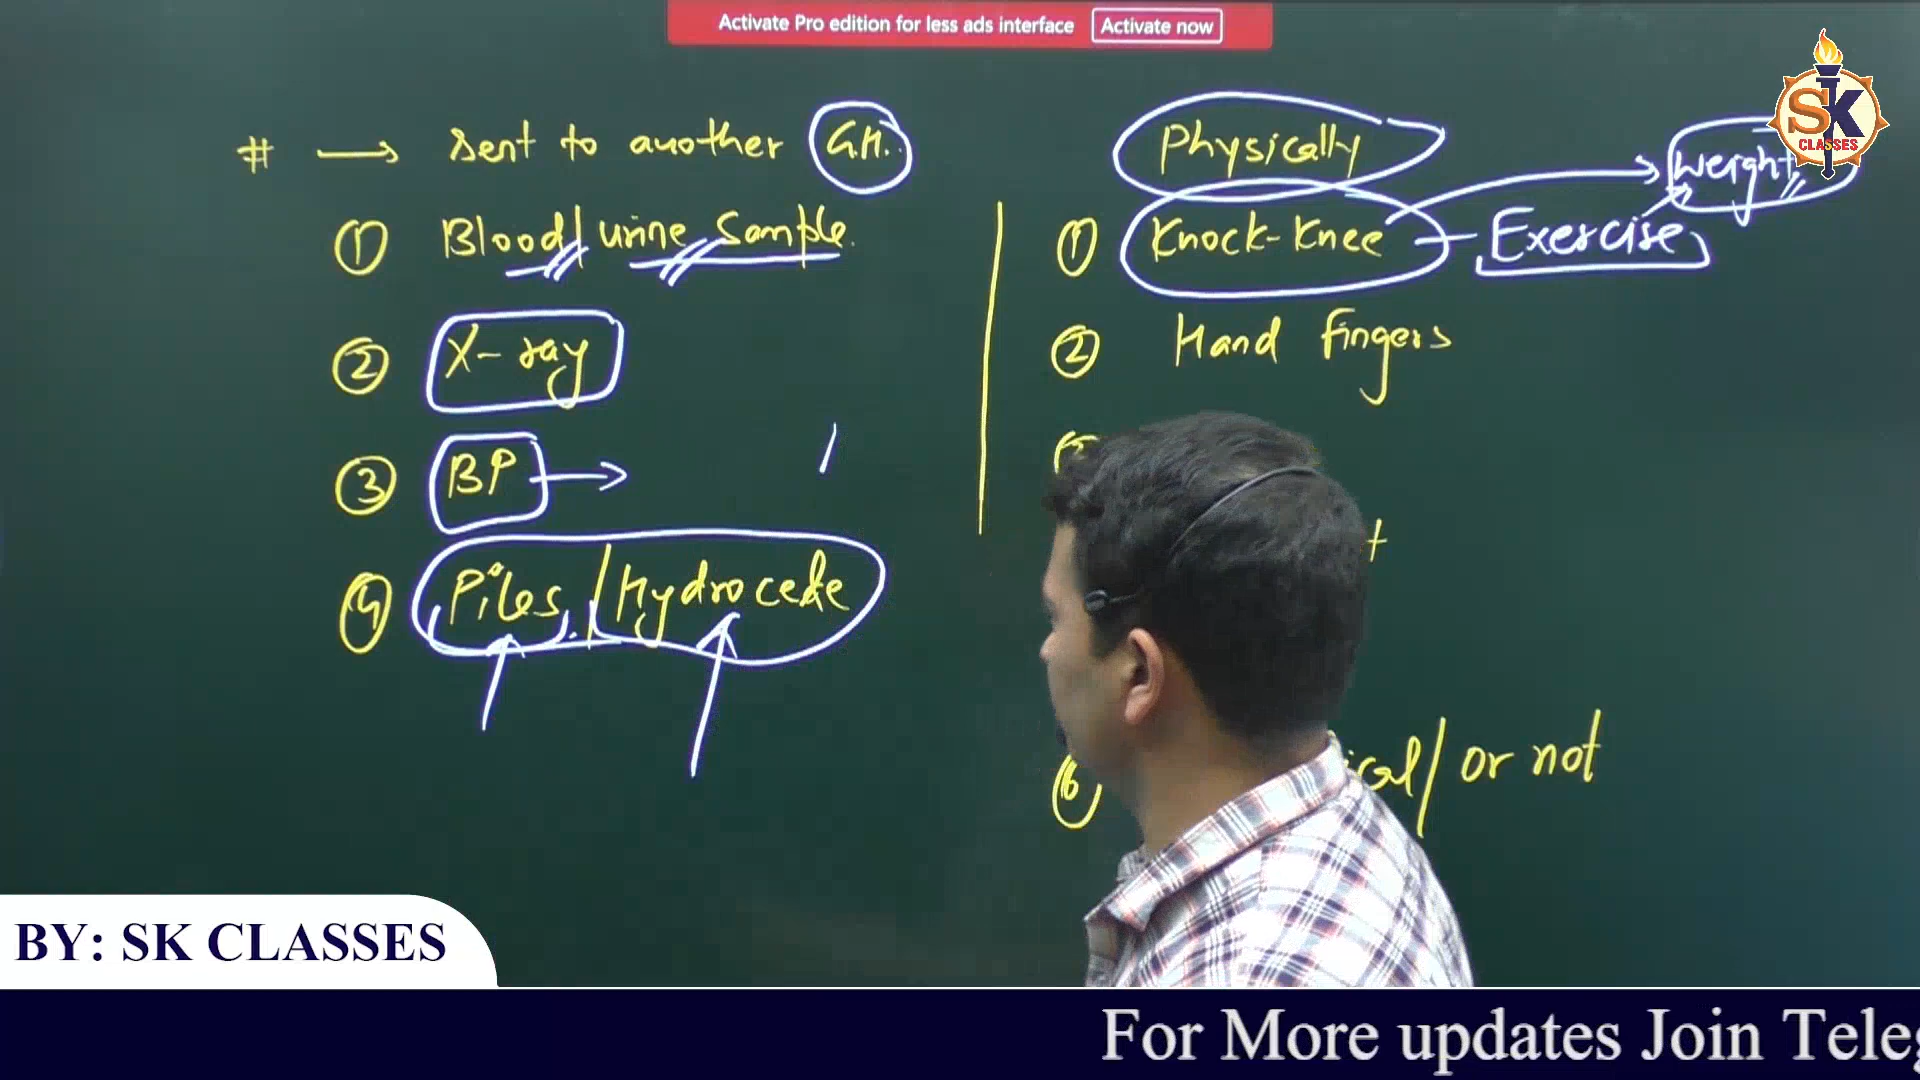 Activate Pro edition for less ads interface Activate now
SK
CLASSES
# → sent to another G.H.
① Blood/urine Sample.
② X-ray
③ BP →
④ Piles / Hydrocele
Physically
① Knock-Knee
Exercise
Weight
② Hand fingers
⑥ / or not
BY: SK CLASSES
For More updates Join